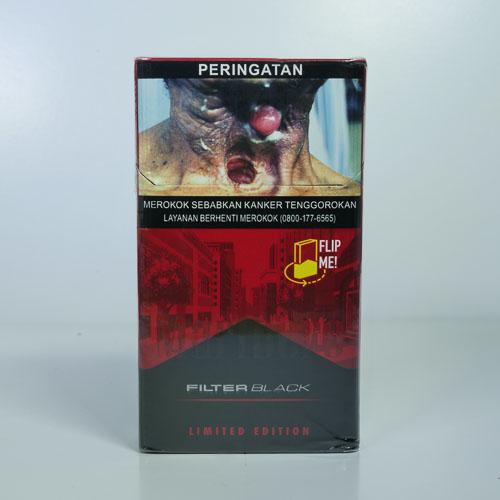 PERINGATAN
MEROKOK SEBABKAN KANKER TENGGOROKAN
LAYANAN BERHENTI MEROKOK (0800-177-6565)
FLIP
ME!
FILTER BLACK
LIMITED EDITION